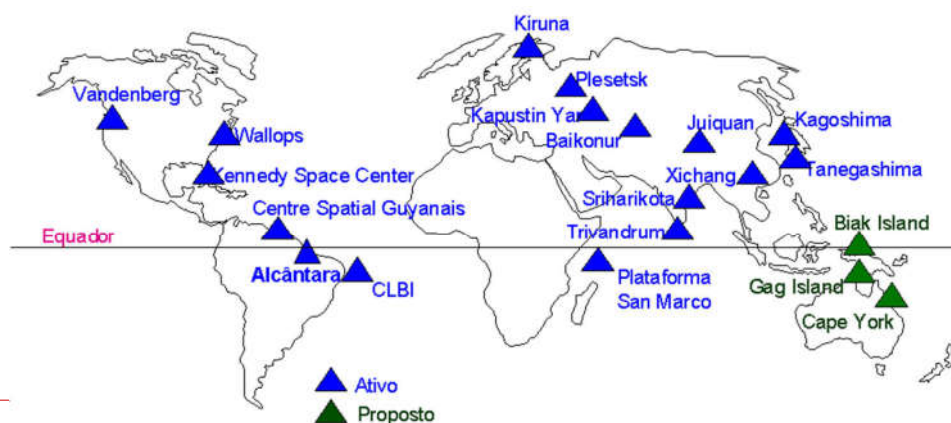 Kiruna
Vandenberg
Plesetsk
Kapustin Yar
Wallops
Baikonur
Juiquan
Kagoshima
Kennedy Space Center
Xichang
Tanegashima
Sriharikota
Centre Spatial Guyanais
Equador
Trivandrum
Biak Island
Alcântara
CLBI
Plataforma
San Marco
Gag Island
Cape York
Ativo
Proposto